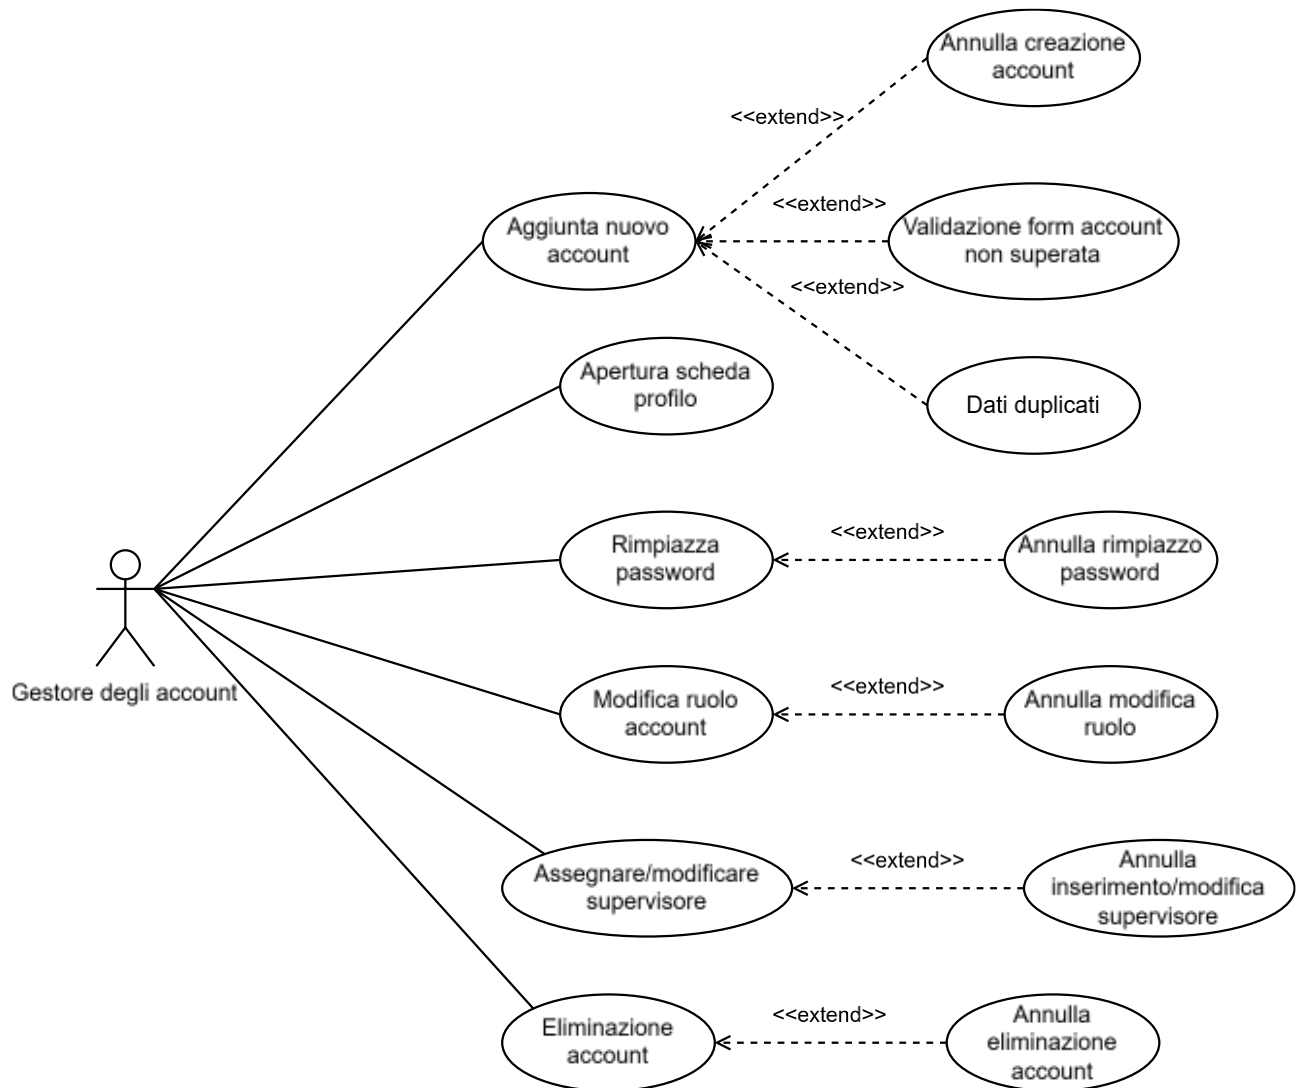 Annulla creazione
account
<<extend>>
<<extend>>
Aggiunta nuovo
account
Validazione form account
non superata
<<extend>>
Apertura scheda
profilo
Dati duplicati
Rimpiazza
password
<<extend>>
Annulla rimpiazzo
password
Gestore degli account
Modifica ruolo
account
<<extend>>
Annulla modifica
ruolo
Assegnare/modificare
supervisore
<<extend>>
Annulla
inserimento/modifica
supervisore
Eliminazione
account
<<extend>>
Annulla
eliminazione
account